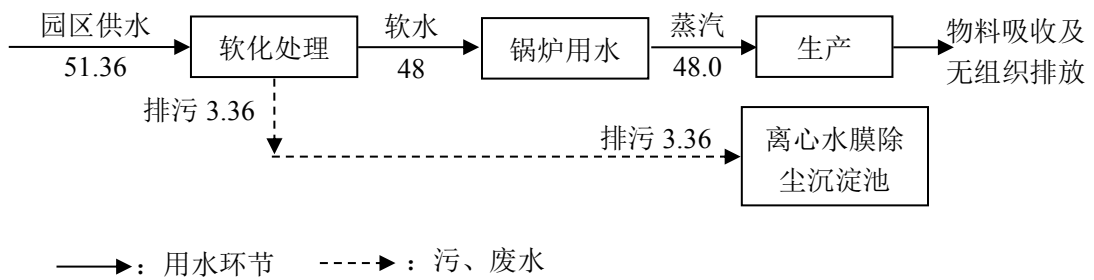 园区供水
51.36
软化处理
软水
48
锅炉用水
蒸汽
48.0
生产
物料吸收及
无组织排放
排污 3.36
排污 3.36
离心水膜除
尘沉淀池
：用水环节
：污、废水